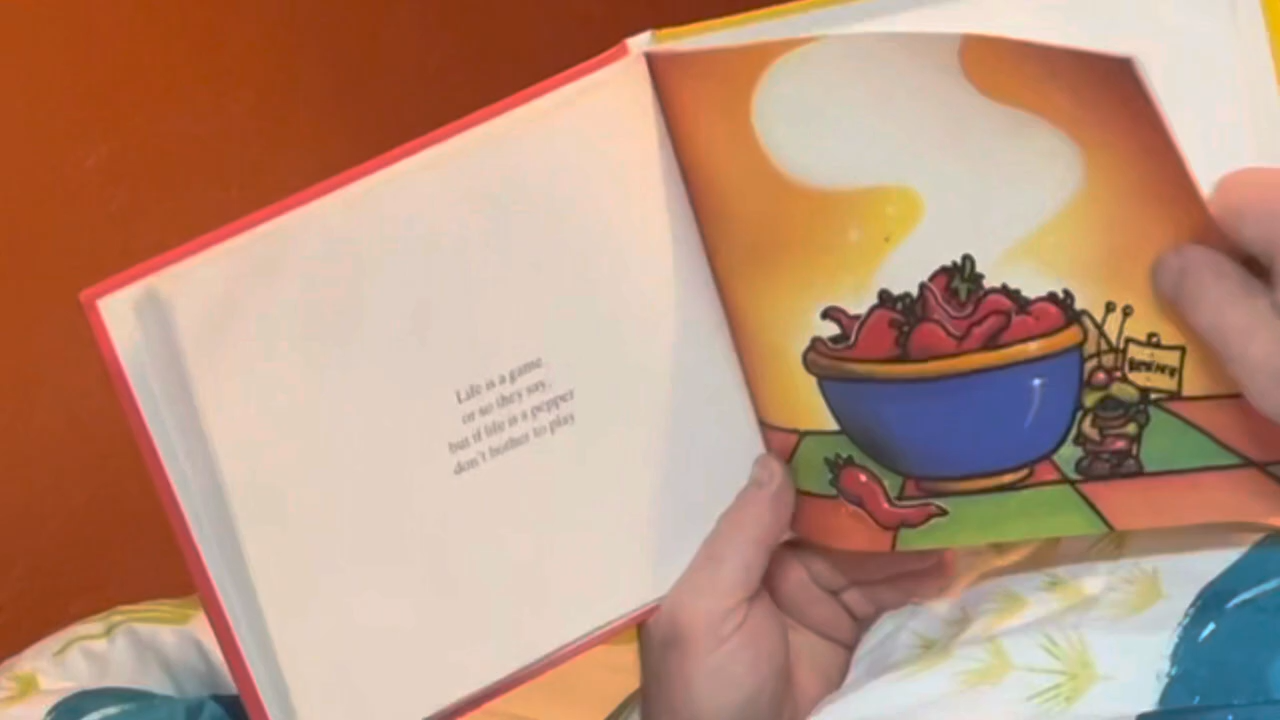 Life is a game
or so they say,
but if life is a pepper
don't bother to play